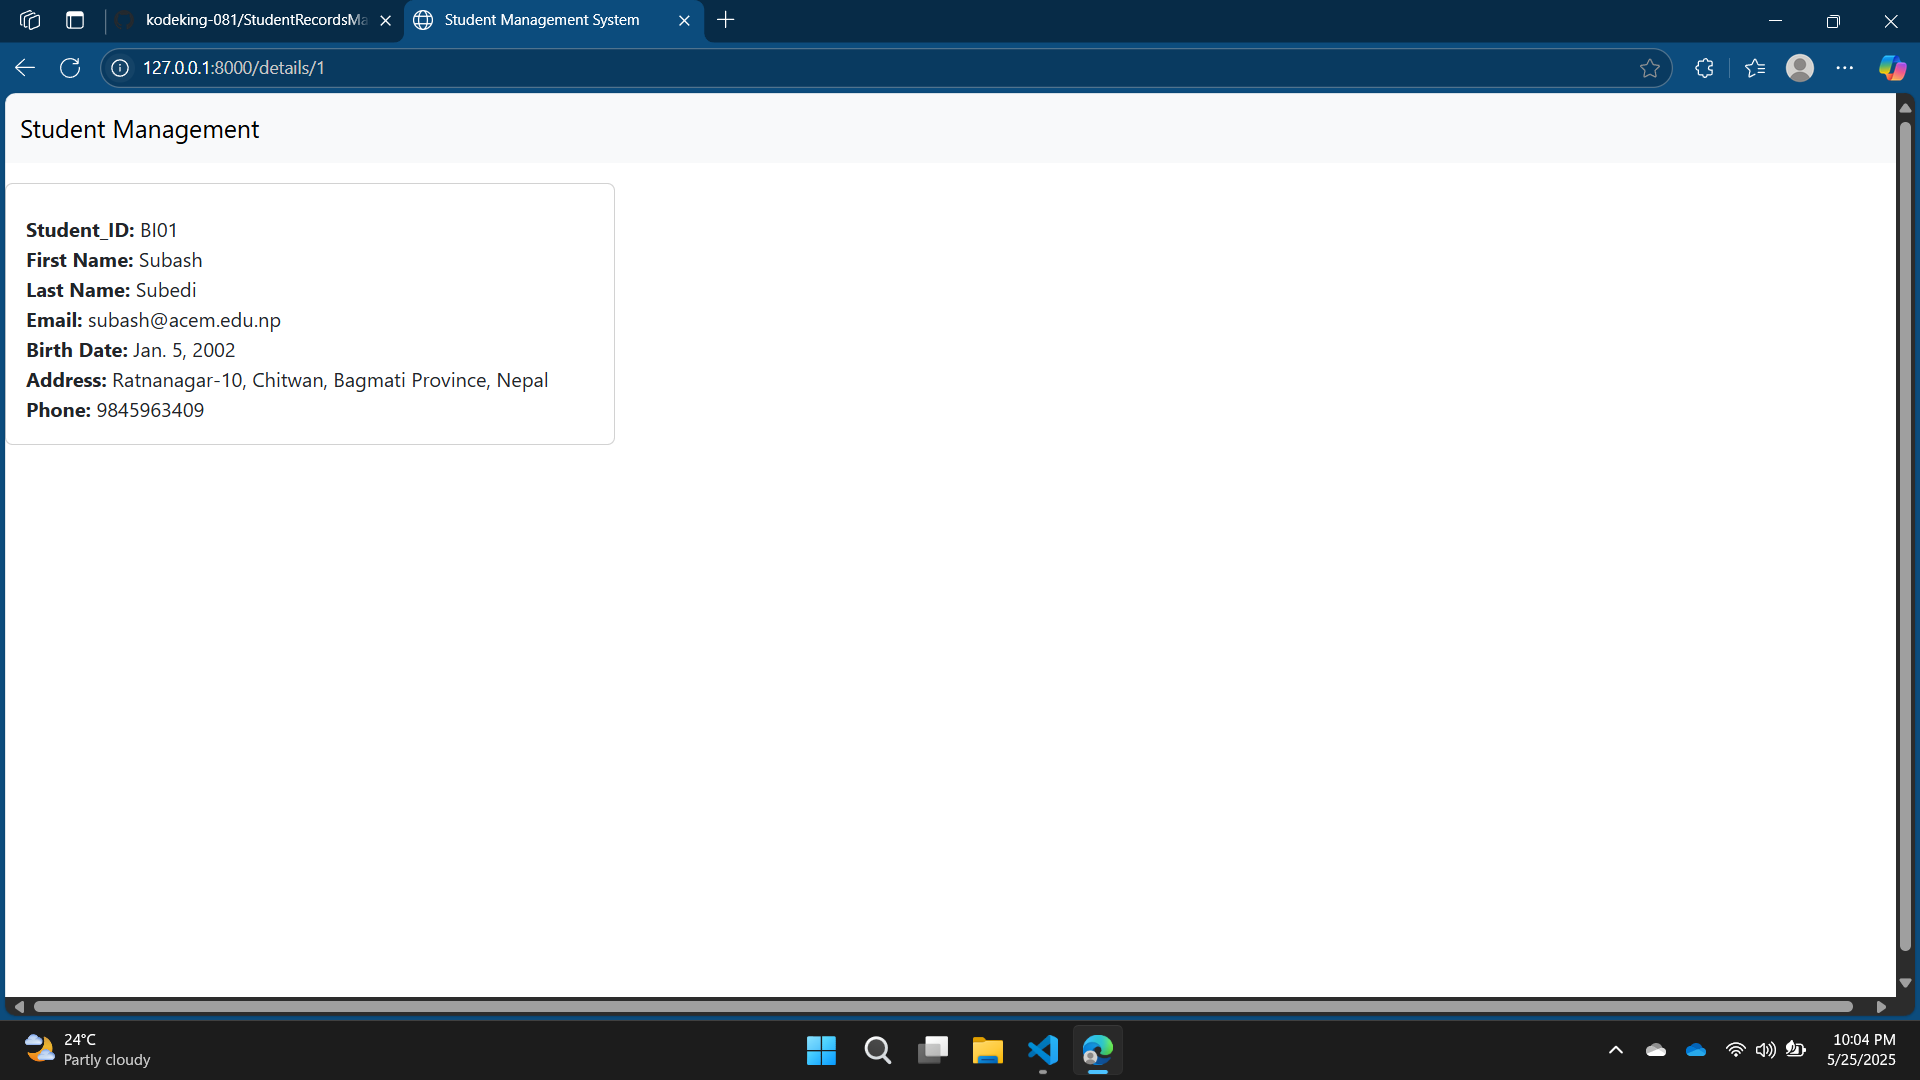 kodeking-081/StudentRecordsMa
Student Management System
127.0.0.1:8000/details/1
Student Management
Student_ID: BI01
First Name: Subash
Last Name: Subedi
Email: subash@acem.edu.np
Birth Date: Jan. 5, 2002
Address: Ratnanagar-10, Chitwan, Bagmati Province, Nepal
Phone: 9845963409
24°C
Partly cloudy
10:04 PM
5/25/2025